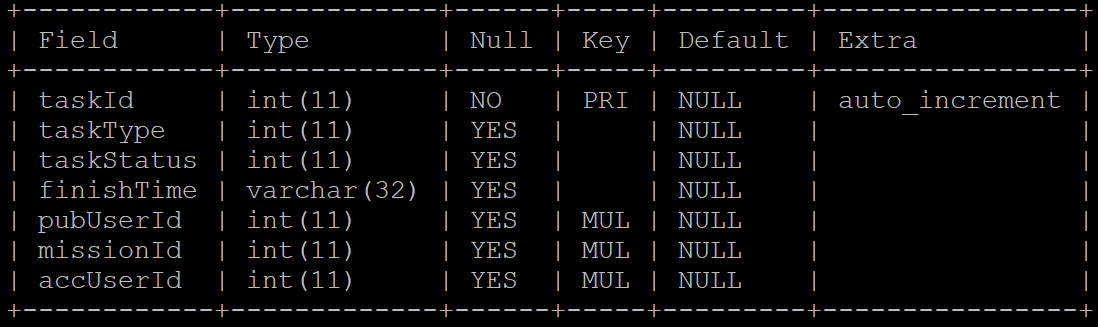 +------------+-------------+------+-----+---------+----------------+
| Field      | Type        | Null | Key | Default | Extra          |
+------------+-------------+------+-----+---------+----------------+
| taskId     | int(11)     | NO   | PRI | NULL    | auto_increment |
| taskType   | int(11)     | YES  |     | NULL    |                |
| taskStatus | int(11)     | YES  |     | NULL    |                |
| finishTime | varchar(32) | YES  |     | NULL    |                |
| pubUserId  | int(11)     | YES  | MUL | NULL    |                |
| missionId  | int(11)     | YES  | MUL | NULL    |                |
| accUserId  | int(11)     | YES  | MUL | NULL    |                |
+------------+-------------+------+-----+---------+----------------+